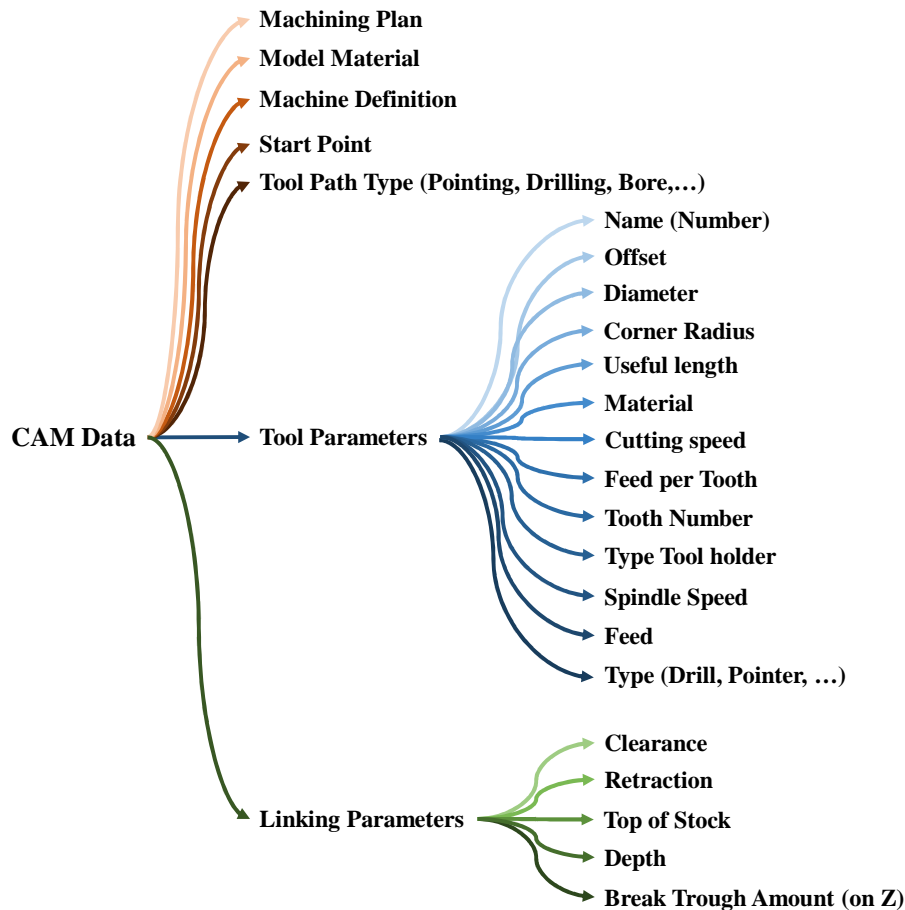 Machining Plan
Model Material
Machine Definition
Start Point
Tool Path Type (Pointing, Drilling, Bore,…)
Name (Number)
Offset
Diameter
Corner Radius
Useful length
Material
Cutting speed
CAM Data
Tool Parameters
Feed per Tooth
Tooth Number
Type Tool holder
Spindle Speed
Feed
Type (Drill, Pointer, …)
Clearance
Retraction
Linking Parameters
Top of Stock
Depth
Break Trough Amount (on Z)